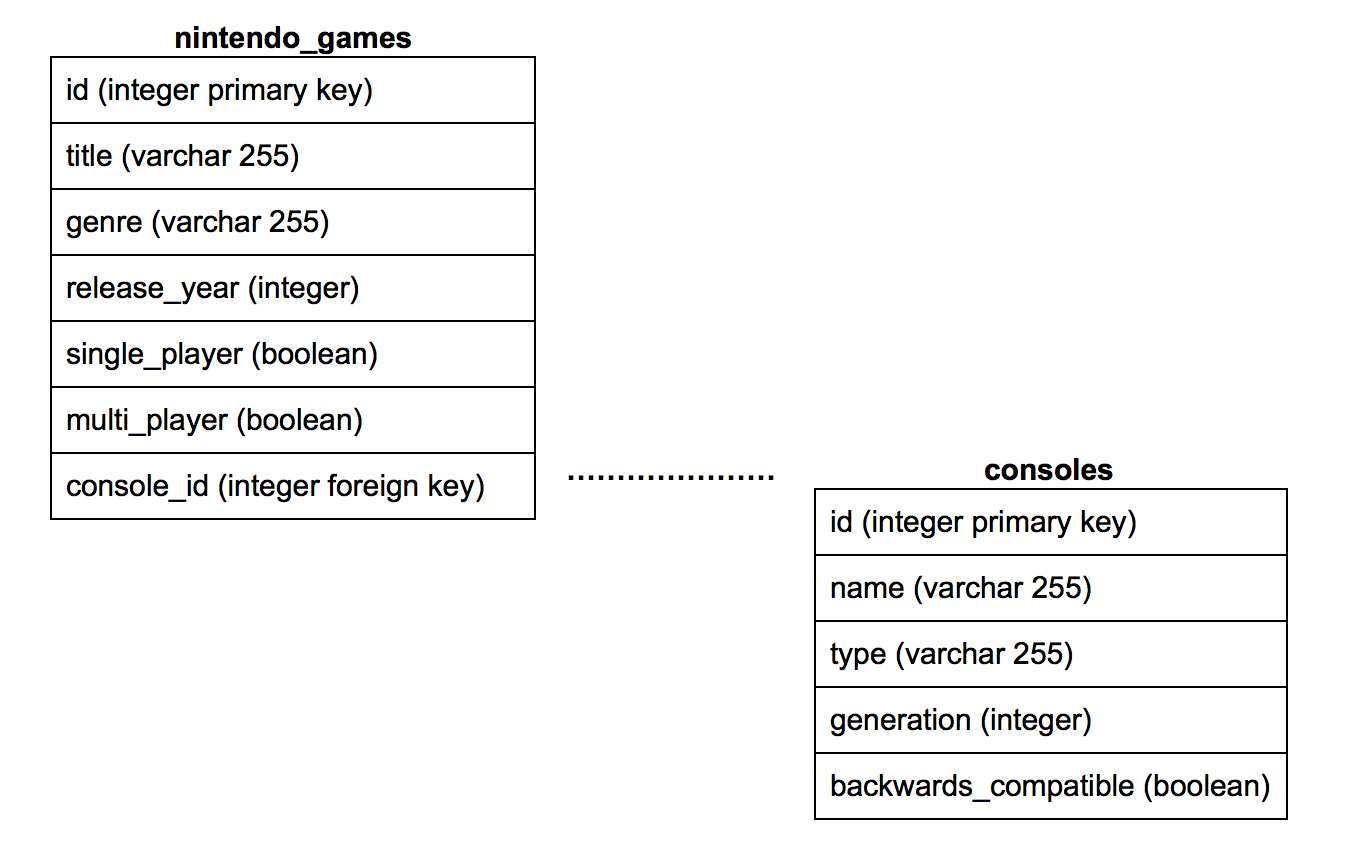 nintendo_games
id (integer primary key)
title (varchar 255)
genre (varchar 255)
release_year (integer)
single_player (boolean)
multi_player (boolean)
console_id (integer foreign key)
consoles
id (integer primary key)
name (varchar 255)
type (varchar 255)
generation (integer)
backwards_compatible (boolean)